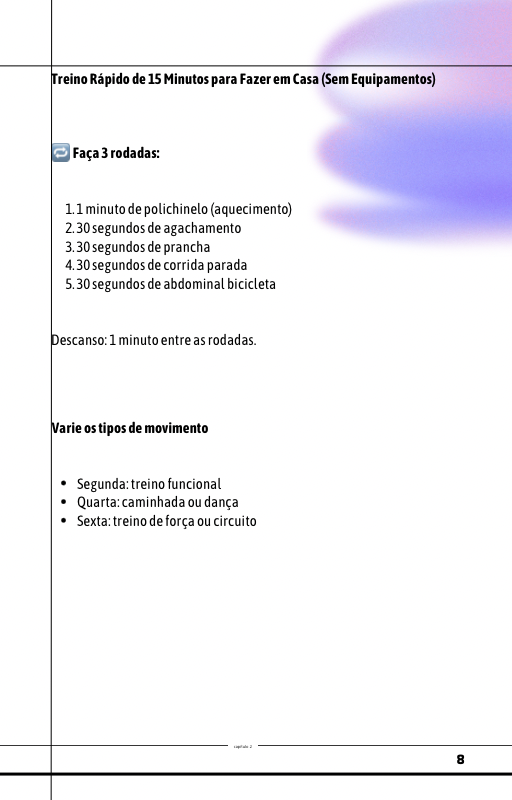 Treino Rápido de 15 Minutos para Fazer em Casa (Sem Equipamentos)
🔁 Faça 3 rodadas:
1. 1 minuto de polichinelo (aquecimento)
2. 30 segundos de agachamento
3. 30 segundos de prancha
4. 30 segundos de corrida parada
5. 30 segundos de abdominal bicicleta
Descanso: 1 minuto entre as rodadas.
Varie os tipos de movimento
• Segunda: treino funcional
• Quarta: caminhada ou dança
• Sexta: treino de força ou circuito
capitulo 2
8